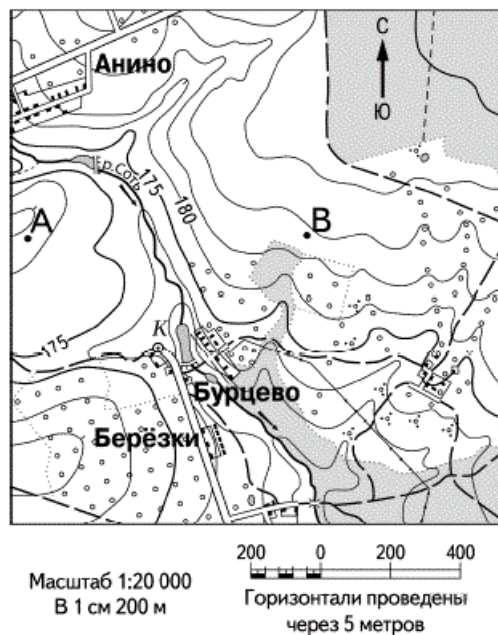 С
Анино
Ю
р. Соть
175
180
А
В
175
К
Бурцево
Берёзки
200 0 200 400
Масштаб 1:20 000
В 1 см 200 м
Горизонтали проведены
через 5 метров